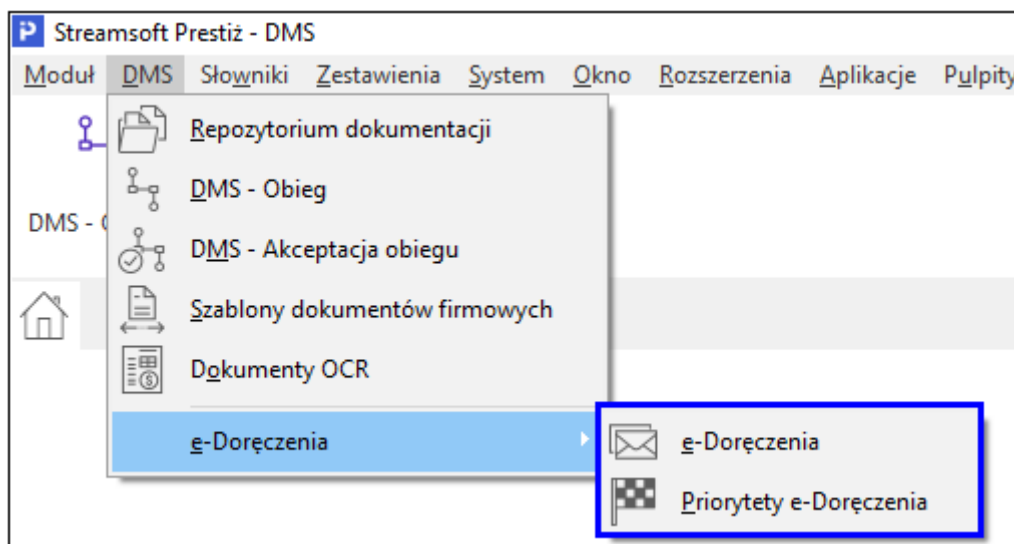 Streamsoft Prestiż - DMS
Moduł DMS Słowniki Zestawienia System Okno Rozszerzenia Aplikacje Pulpity
Repozytorium dokumentacji
DMS - Obieg
DMS -
DMS - Akceptacja obiegu
Szablony dokumentów firmowych
Dokumenty OCR
e-Doręczenia
e-Doręczenia
Priorytety e-Doręczenia